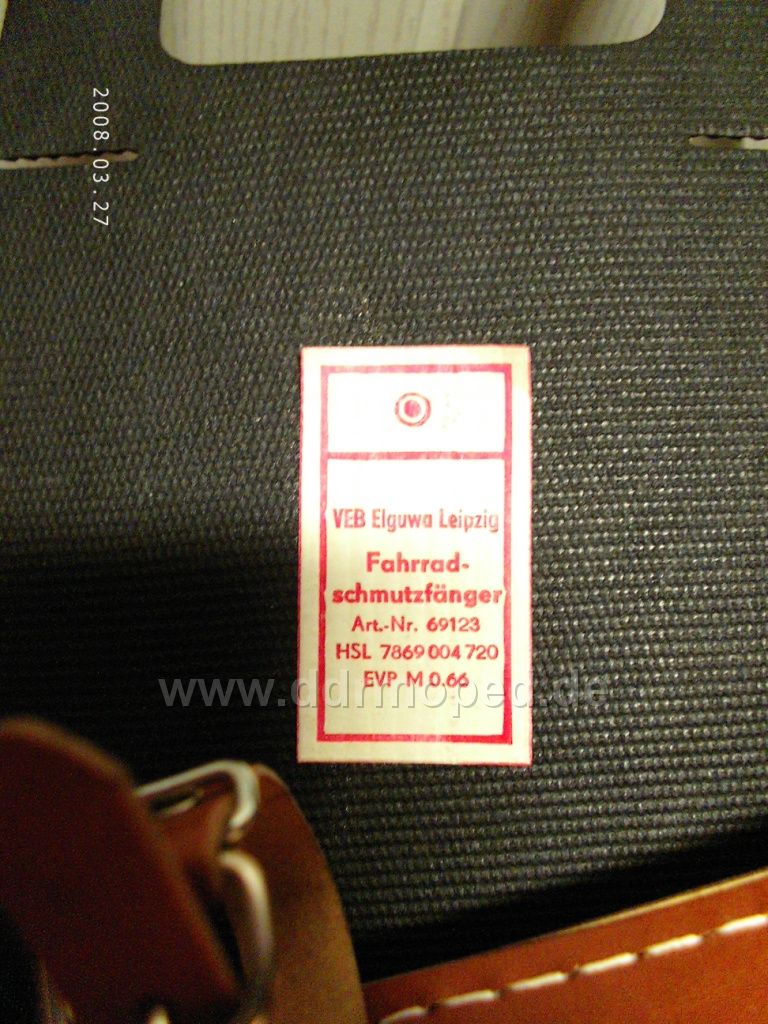 2008.03.27
VEB Elguwa Leipzig
Fahrrad-
schmutzfänger
Art.-Nr. 69123
HSL 7869 004 720
EVP M 0.66
www.ddrmoped.de